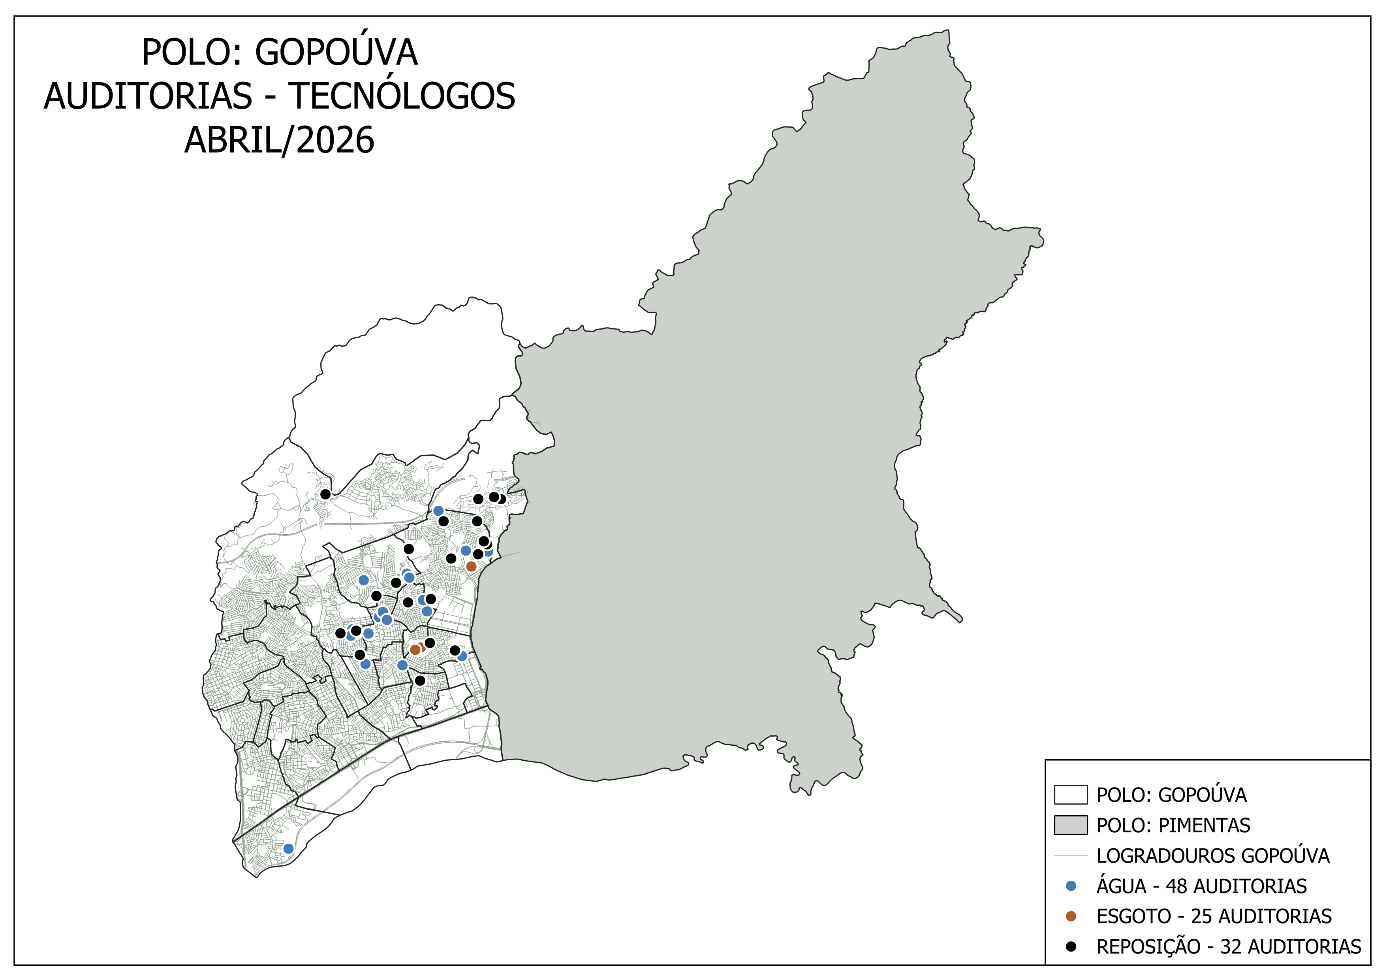 POLO: GOPOÚVA
AUDITORIAS - TECNÓLOGOS
ABRIL/2026
POLO: GOPOÚVA
POLO: PIMENTAS
LOGRADOUROS GOPOÚVA
ÁGUA - 48 AUDITORIAS
ESGOTO - 25 AUDITORIAS
REPOSIÇÃO - 32 AUDITORIAS